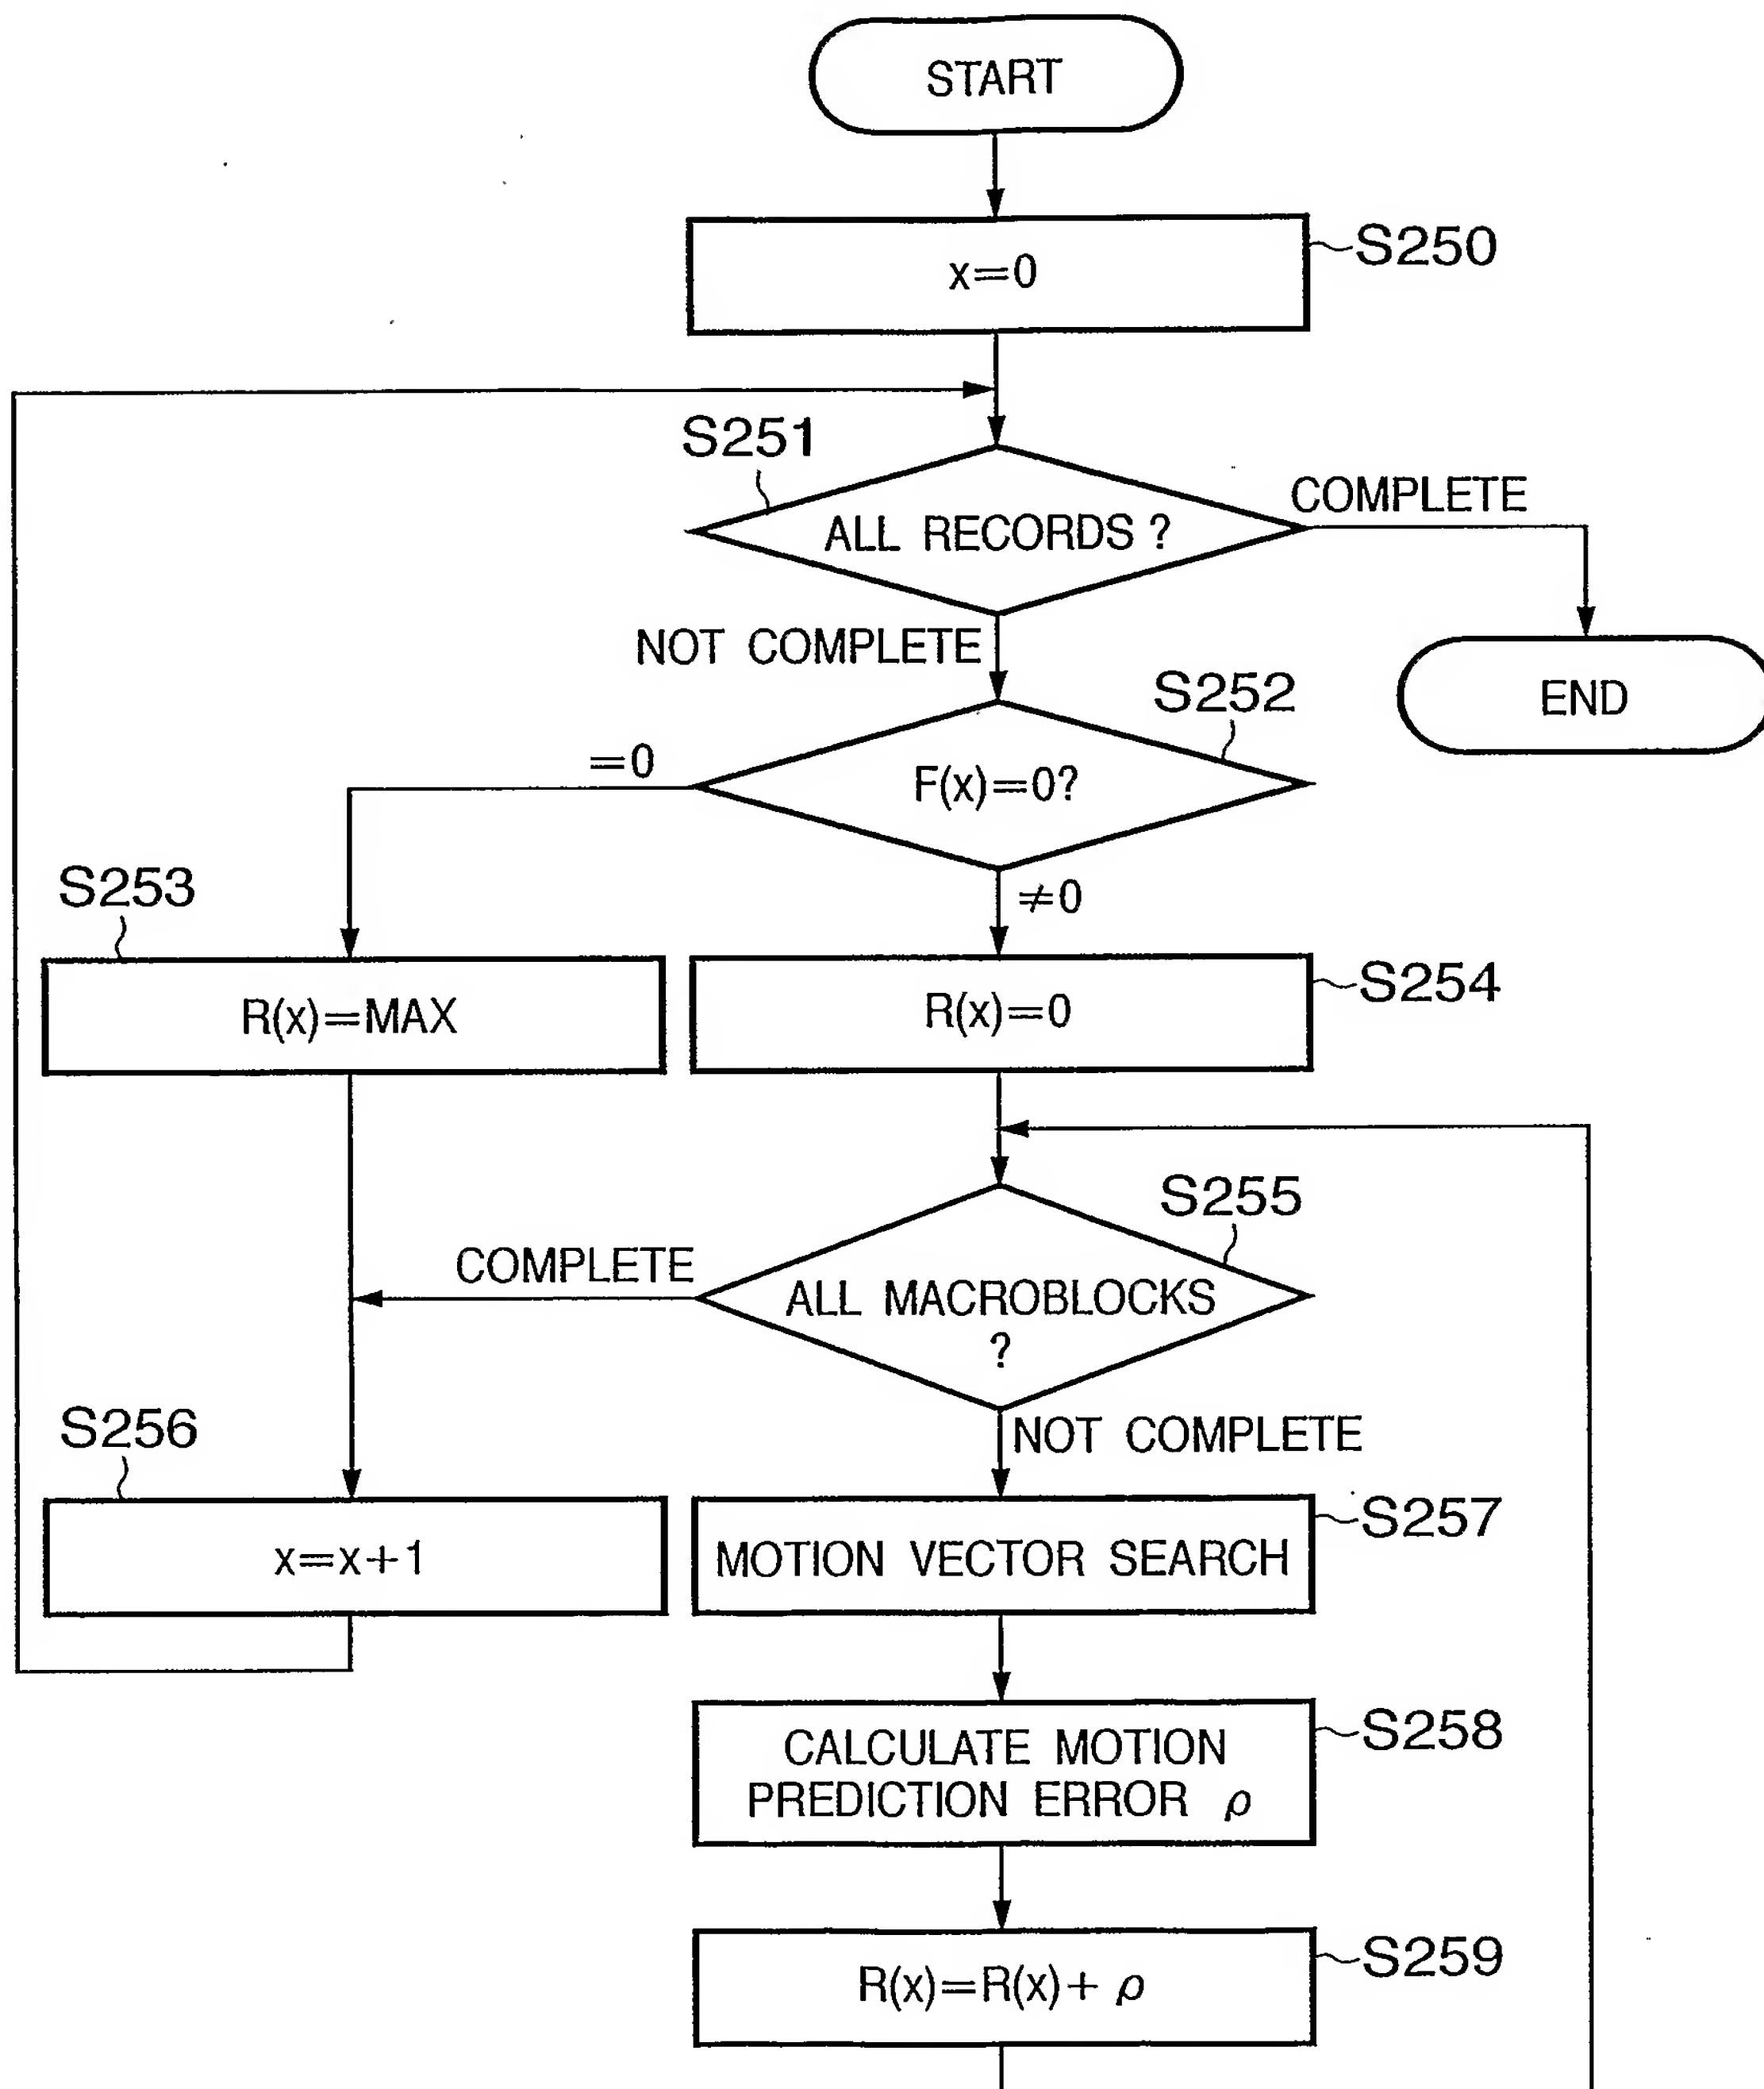 START
x=0
S250
S251
ALL RECORDS ?
COMPLETE
NOT COMPLETE
END
S252
F(x)=0?
=0
≠0
S253
R(x)=MAX
R(x)=0
S254
S255
COMPLETE
ALL MACROBLOCKS
?
NOT COMPLETE
S256
x=x+1
MOTION VECTOR SEARCH
S257
CALCULATE MOTION
PREDICTION ERROR ρ
S258
R(x)=R(x)+ ρ
S259